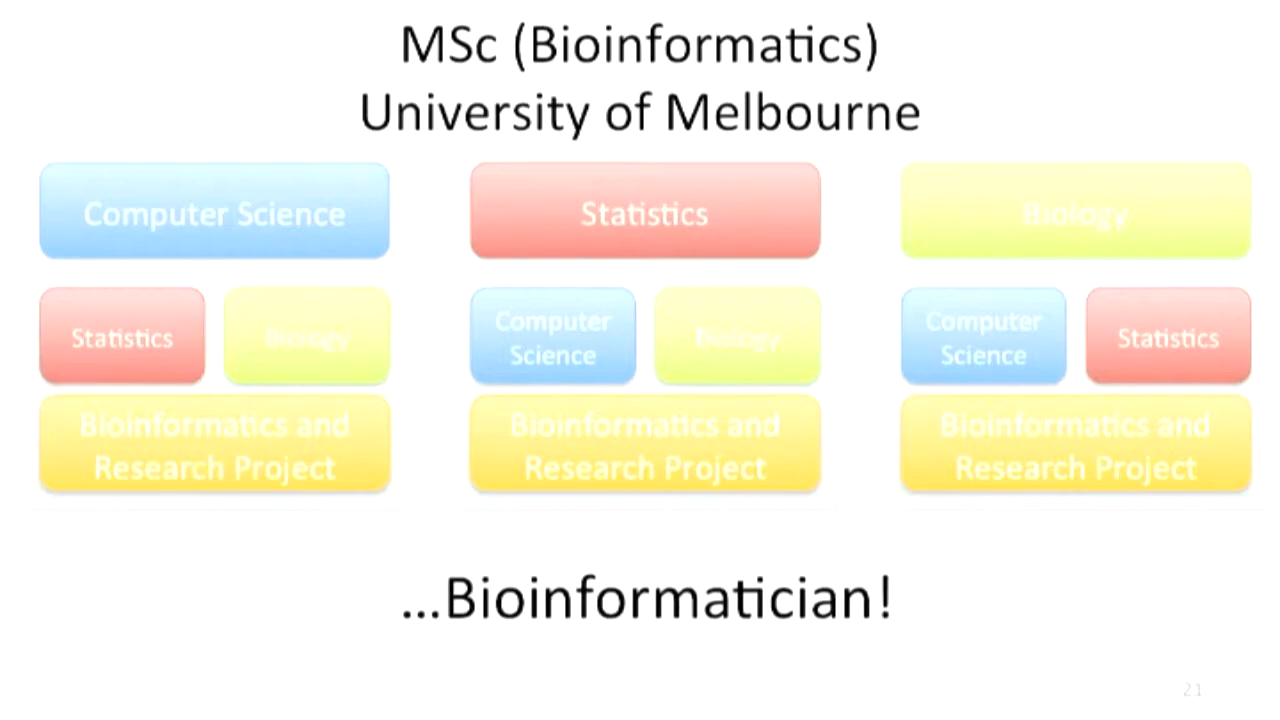 MSc (Bioinformatics)
University of Melbourne
Computer Science
Statistics
Biology
Statistics
Biology
Computer
Science
Biology
Computer
Science
Statistics
Bioinformatics and
Research Project
Bioinformatics and
Research Project
Bioinformatics and
Research Project
...Bioinformatician!
21